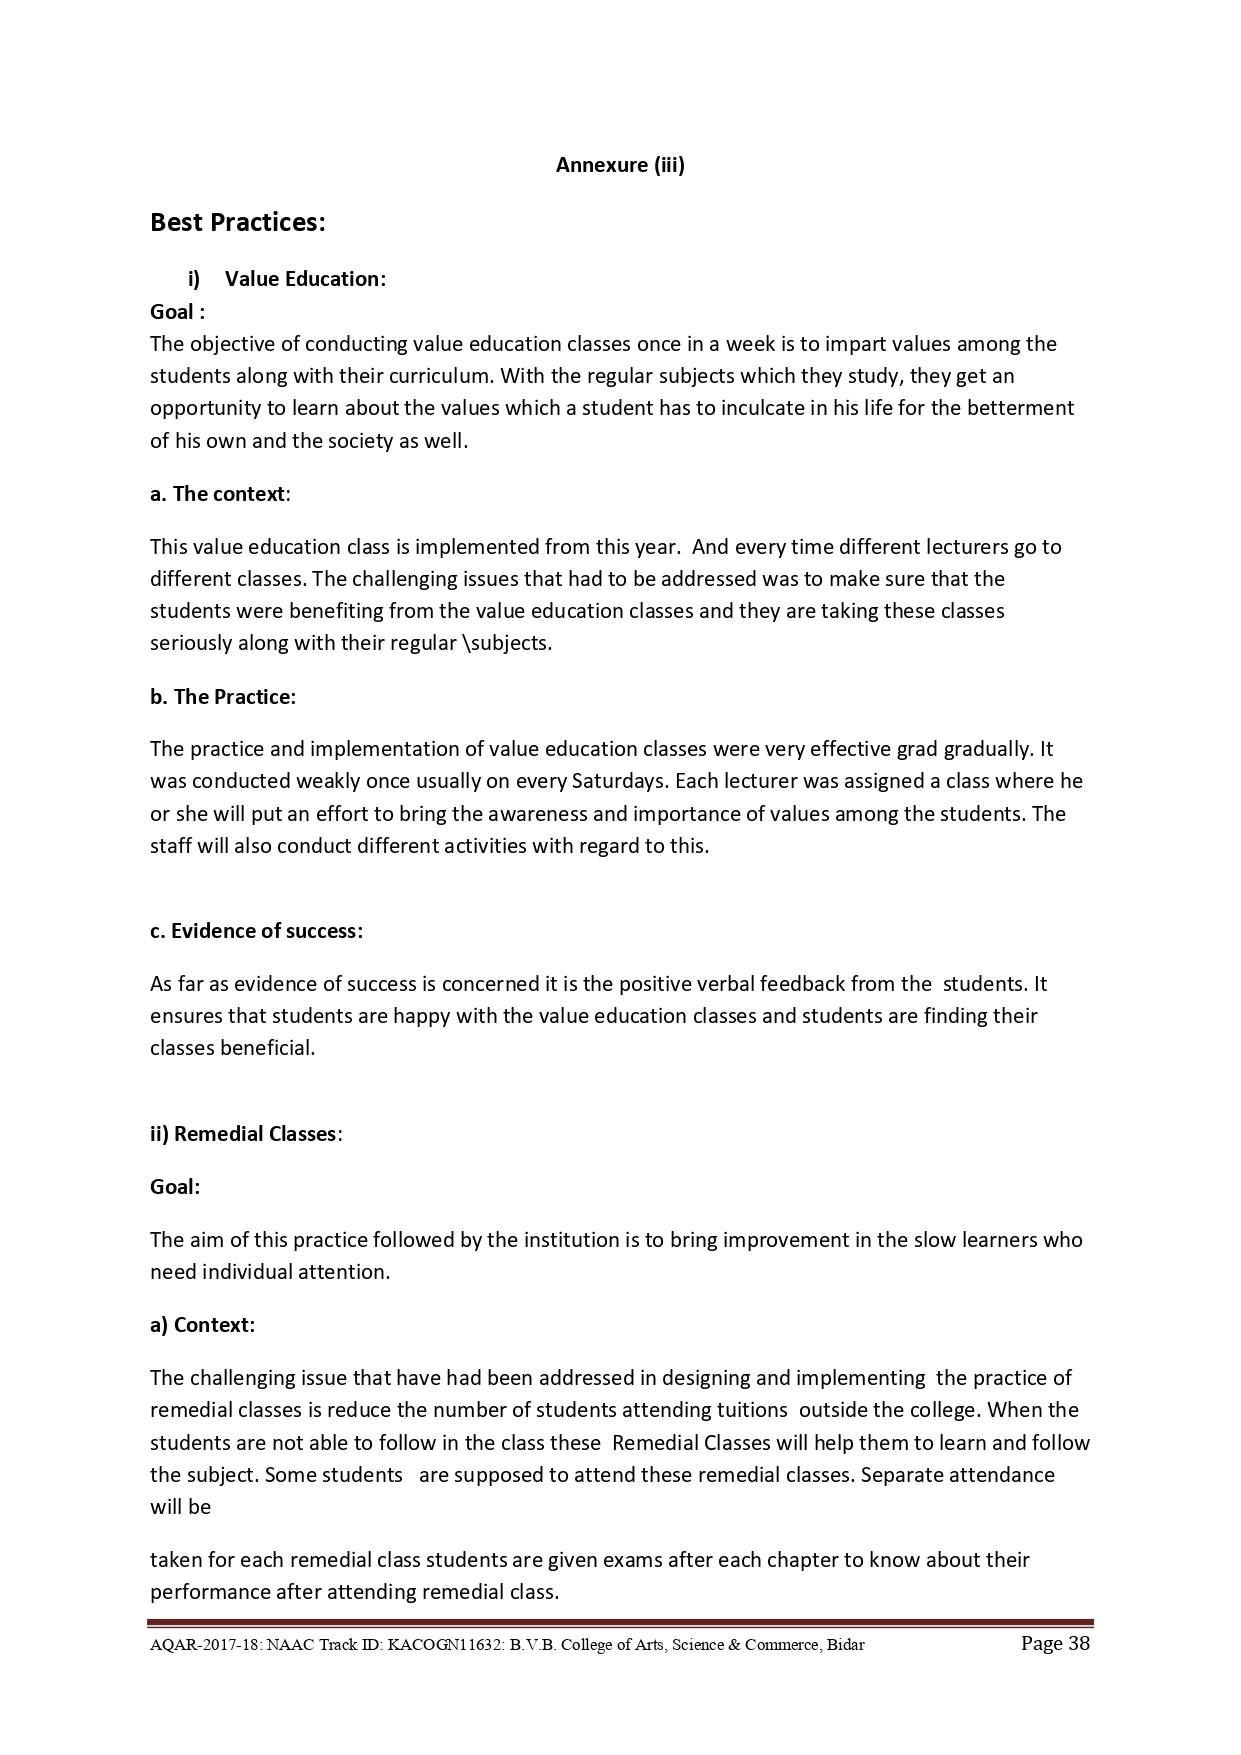 Annexure (iii)
Best Practices:
i) Value Education:
Goal :
The objective of conducting value education classes once in a week is to impart values among the
students along with their curriculum. With the regular subjects which they study, they get an
opportunity to learn about the values which a student has to inculcate in his life for the betterment
of his own and the society as well.
a. The context:
This value education class is implemented from this year.  And every time different lecturers go to
different classes. The challenging issues that had to be addressed was to make sure that the
students were benefiting from the value education classes and they are taking these classes
seriously along with their regular \subjects.
b. The Practice:
The practice and implementation of value education classes were very effective grad gradually. It
was conducted weakly once usually on every Saturdays. Each lecturer was assigned a class where he
or she will put an effort to bring the awareness and importance of values among the students. The
staff will also conduct different activities with regard to this.
c. Evidence of success:
As far as evidence of success is concerned it is the positive verbal feedback from the  students. It
ensures that students are happy with the value education classes and students are finding their
classes beneficial.
ii) Remedial Classes:
Goal:
The aim of this practice followed by the institution is to bring improvement in the slow learners who
need individual attention.
a) Context:
The challenging issue that have had been addressed in designing and implementing  the practice of
remedial classes is reduce the number of students attending tuitions  outside the college. When the
students are not able to follow in the class these  Remedial Classes will help them to learn and follow
the subject. Some students   are supposed to attend these remedial classes. Separate attendance
will be
taken for each remedial class students are given exams after each chapter to know about their
performance after attending remedial class.
AQAR-2017-18: NAAC Track ID: KACOGN11632: B.V.B. College of Arts, Science & Commerce, Bidar Page 38